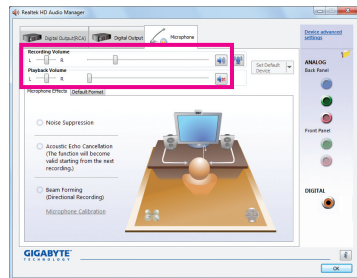 Realtek HD Audio Manager
Digital Output(RCA)
Digital Output
Microphone
Device advanced
settings
Recording Volume
L R
Playback Volume
L R
Set Default
Device
ANALOG
Back Panel
Microphone Effects
Default Format
Noise Suppression
Acoustic Echo Cancellation
(The function will become
valid starting from the next
recording.)
Beam Forming
(Directional Recording)
Microphone Calibration
Front Panel
DIGITAL
GIGABYTE
TECHNOLOGY
OK